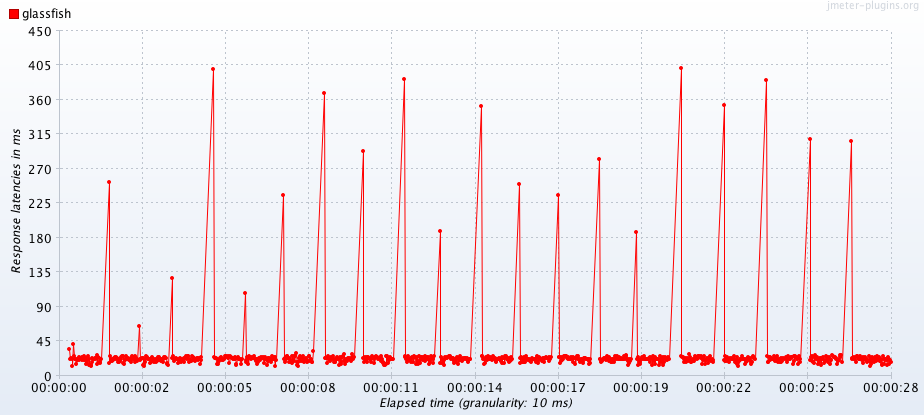 jmeter-plugins.org
glassfish
450
405
360
315
270
225
180
135
90
45
0
Response latencies in ms
00:00:00 00:00:02 00:00:05 00:00:08 00:00:11 00:00:14 00:00:17 00:00:19 00:00:22 00:00:25 00:00:28
Elapsed time (granularity: 10 ms)